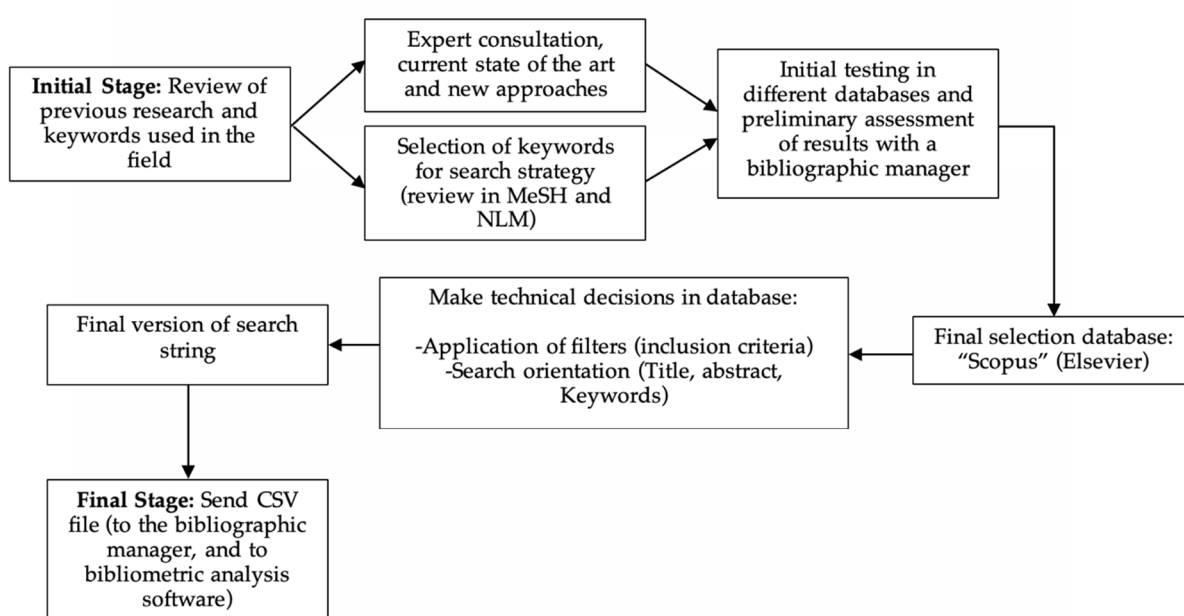 Initial Stage: Review of
previous research and
keywords used in the
field
Expert consultation,
current state of the art
and new approaches
Selection of keywords
for search strategy
(review in MeSH and
NLM)
Initial testing in
different databases and
preliminary assessment
of results with a
bibliographic manager
Final selection database:
“Scopus” (Elsevier)
Make technical decisions in database:
-Application of filters (inclusion criteria)
-Search orientation (Title, abstract,
Keywords)
Final version of search
string
Final Stage: Send CSV
file (to the bibliographic
manager, and to
bibliometric analysis
software)